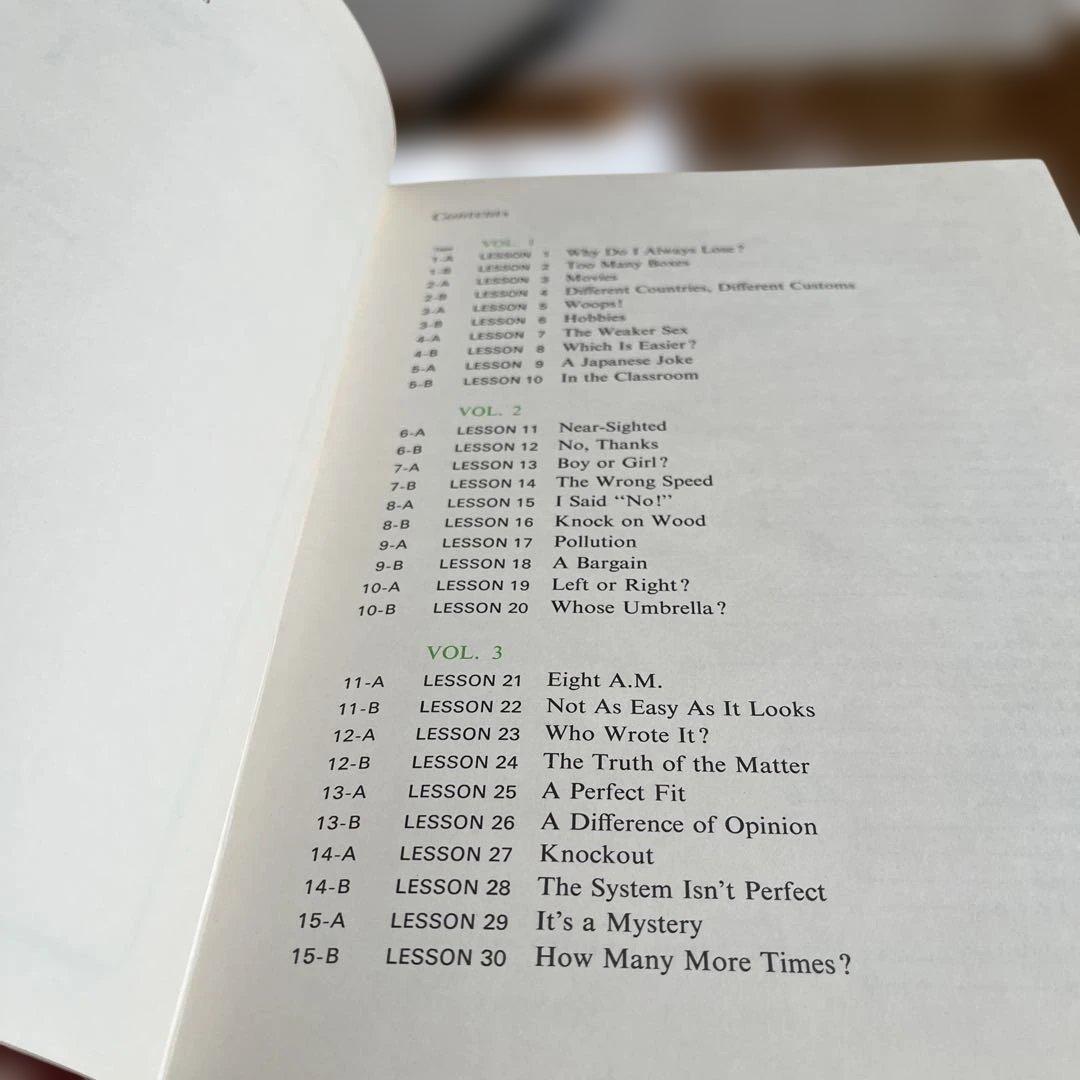 Contents
VOL. 1
1-A LESSON 1 Why Do I Always Lose?
1-B LESSON 2 Too Many Boxes
2-A LESSON 3 Movies
2-B LESSON 4 Different Countries, Different Customs
3-A LESSON 5 Woops!
3-B LESSON 6 Hobbies
4-A LESSON 7 The Weaker Sex
4-B LESSON 8 Which Is Easier?
5-A LESSON 9 A Japanese Joke
5-B LESSON 10 In the Classroom
VOL. 2
6-A LESSON 11 Near-Sighted
6-B LESSON 12 No, Thanks
7-A LESSON 13 Boy or Girl?
7-B LESSON 14 The Wrong Speed
8-A LESSON 15 I Said “No!”
8-B LESSON 16 Knock on Wood
9-A LESSON 17 Pollution
9-B LESSON 18 A Bargain
10-A LESSON 19 Left or Right?
10-B LESSON 20 Whose Umbrella?
VOL. 3
11-A LESSON 21 Eight A.M.
11-B LESSON 22 Not As Easy As It Looks
12-A LESSON 23 Who Wrote It?
12-B LESSON 24 The Truth of the Matter
13-A LESSON 25 A Perfect Fit
13-B LESSON 26 A Difference of Opinion
14-A LESSON 27 Knockout
14-B LESSON 28 The System Isn't Perfect
15-A LESSON 29 It's a Mystery
15-B LESSON 30 How Many More Times?